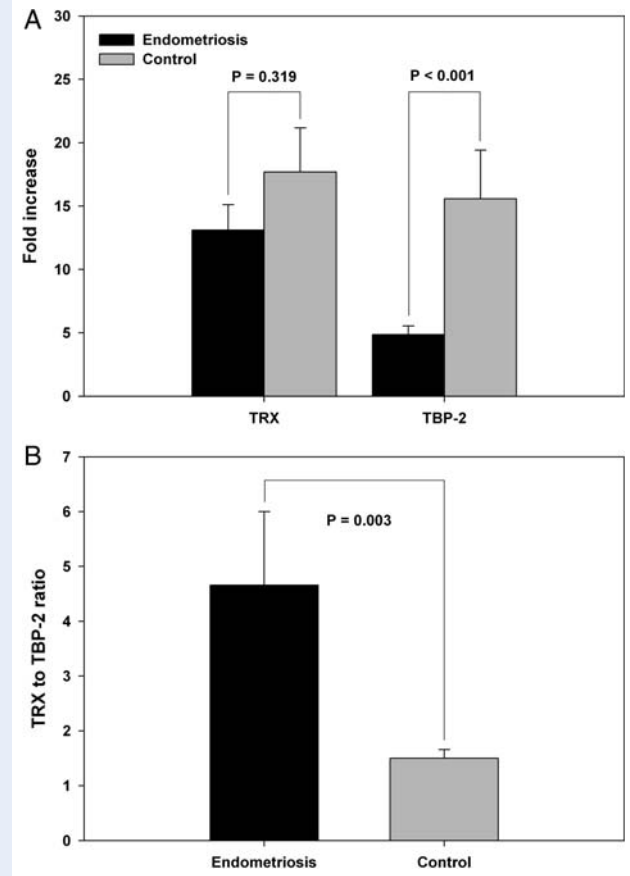 A
30
25
20
15
10
5
0
Fold increase
Endometriosis
Control
P = 0.319
P < 0.001
TRX
TBP-2
B
7
6
5
4
3
2
1
0
TRX to TBP-2 ratio
P = 0.003
Endometriosis
Control